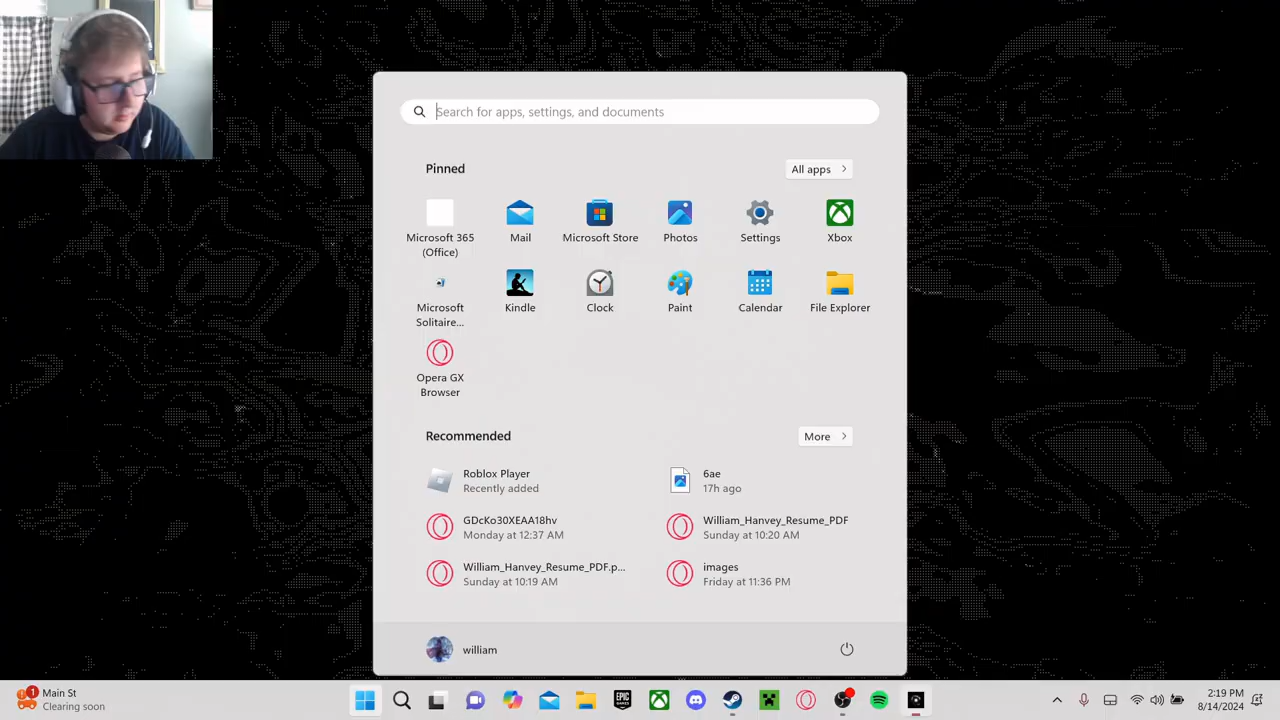 Search for apps, settings, and documents
Pinned
All apps
Microsoft 365
(Office)
Mail
Microsoft Store
Photos
Settings
Xbox
Microsoft
Solitaire...
Kindle
Clock
Paint
Calendar
File Explorer
Opera GX
Browser
Recommended
More
Roblox Player
Recently added
6ae
17h ago
GDcKo30XEAA18hv
Monday at 12:37 AM
William_Hanvey_Resume_PDF
Sunday at 10:20 AM
William_Hanvey_Resume_PDF.p...
Sunday at 10:19 AM
images
Friday at 11:36 PM
william
1
Main St
Clearing soon
EPIC
GAMES
2:19 PM
8/14/2024